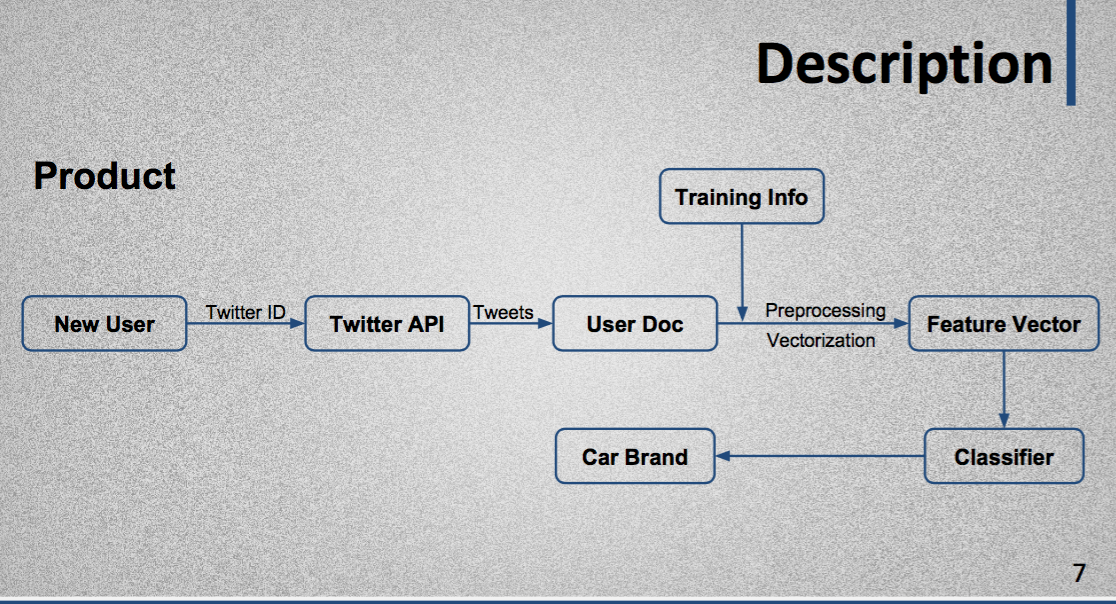 Description
Product
Training Info
New User
Twitter ID
Twitter API
Tweets
User Doc
Preprocessing
Vectorization
Feature Vector
Car Brand
Classifier
7